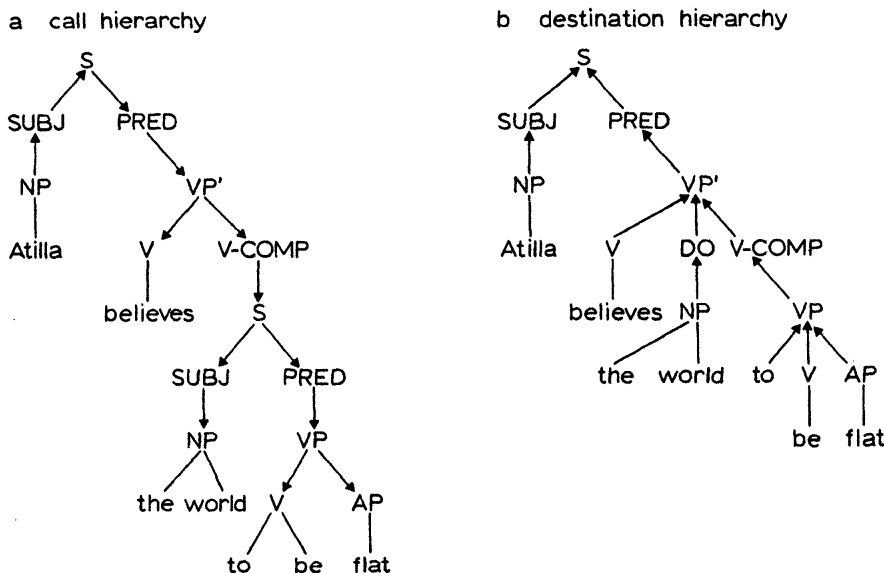 a call hierarchy
S
SUBJ PRED
NP VP'
Atilla V V-COMP
believes S
SUBJ PRED
NP VP
the world V AP
to be flat
b destination hierarchy
S
SUBJ PRED
NP VP'
Atilla V DO V-COMP
believes NP VP
the world to V AP
be flat